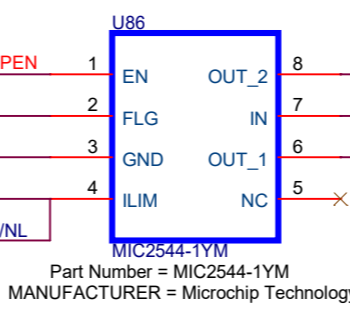 U86
PEN
1 EN OUT_2 8
2 FLG IN 7
3 GND OUT_1 6
4 ILIM NC 5
/NL
MIC2544-1YM
Part Number = MIC2544-1YM
MANUFACTURER = Microchip Technology